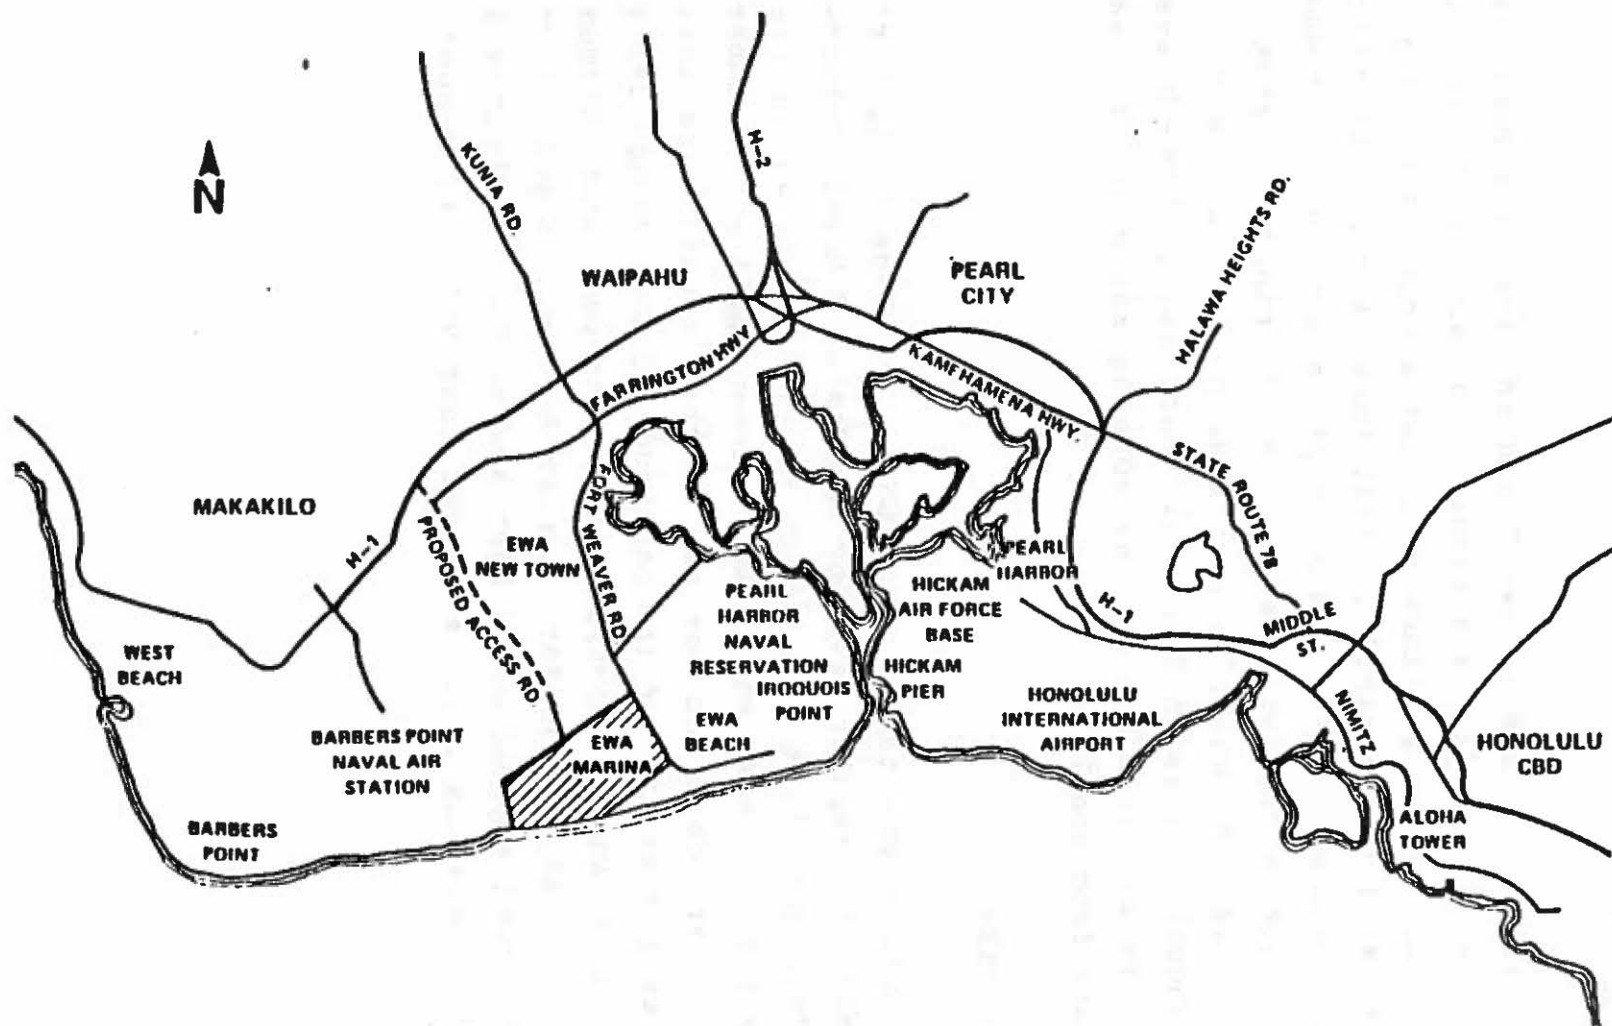 N
KUNIA RD.
H-2
WAIPAHU
PEARL
CITY
HALAWA HEIGHTS RD.
FARRINGTON HWY
KAMEHAMENA HWY.
STATE ROUTE 78
MAKAKILO
H-1
PROPOSED ACCESS RD
EWA
NEW TOWN
FORT WEAVER RD
PEARL
HARBOR
NAVAL
RESERVATION
IROQUOIS
POINT
PEARL
HARBOR
HICKAM
AIR FORCE
BASE
HICKAM
PIER
H-1
MIDDLE
ST.
NIMITZ
WEST
BEACH
BARBERS POINT
NAVAL AIR
STATION
EWA
MARINA
EWA
BEACH
HONOLULU
INTERNATIONAL
AIRPORT
HONOLULU
CBD
ALOHA
TOWER
BARBERS
POINT